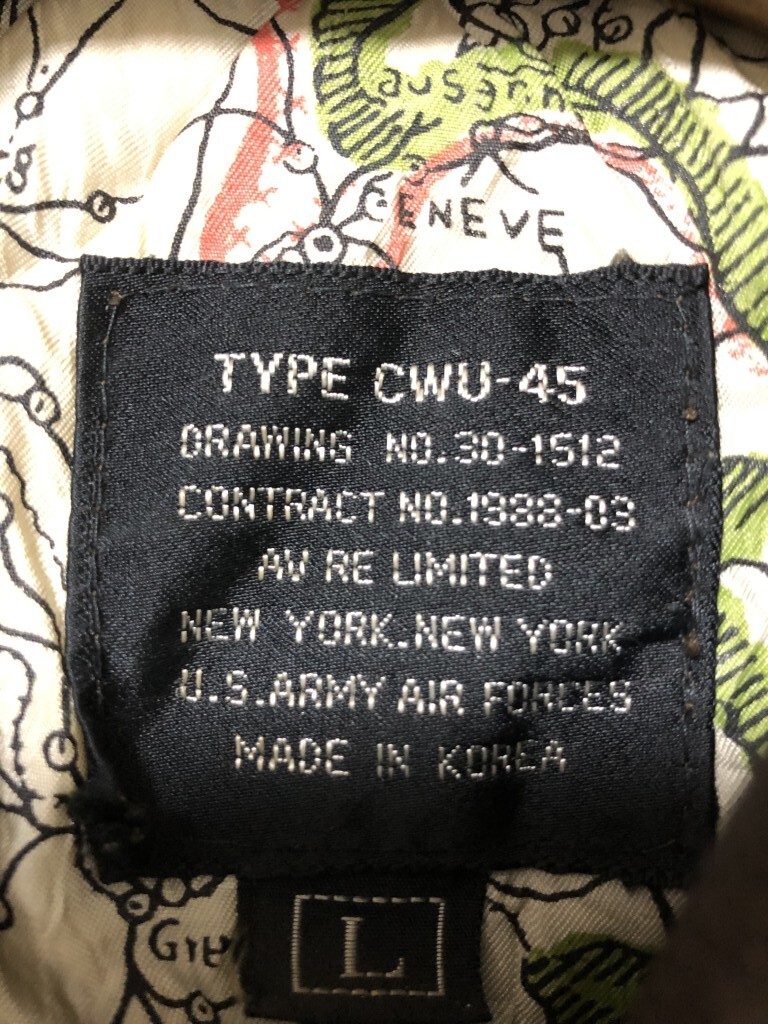 ausann
GENEVE
TYPE CWU-45
DRAWING NO.30-1512
CONTRACT NO.1988-03
AV RE LIMITED
NEW YORK.NEW YORK
U.S.ARMY AIR FORCES
MADE IN KOREA
L